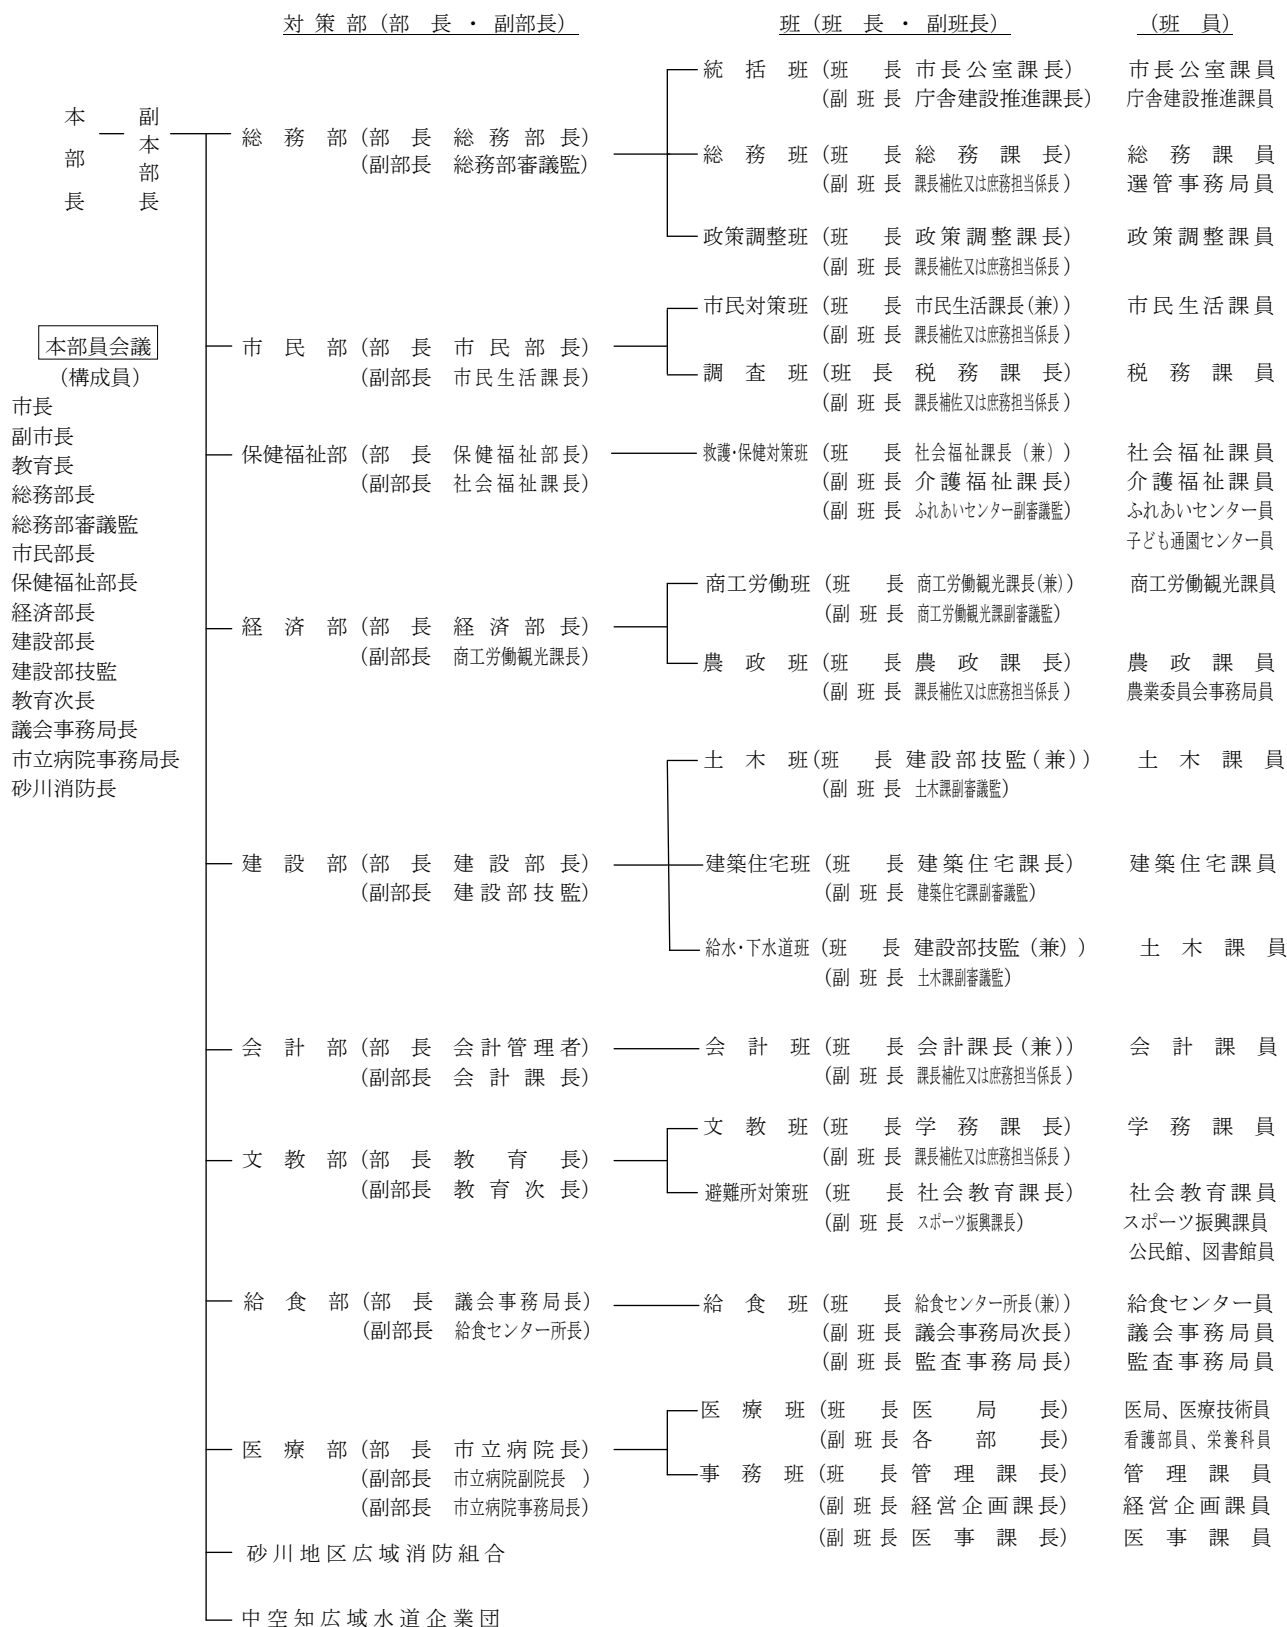 対策部(部　長・副部長)　班(班長・副班長)　(班員)
統括班(班　長 市長公室課長)　市長公室課員
(副班長 庁舎建設推進課長)　庁舎建設推進課員
本部長 副本部長
総務部(部　長 総務部長)
(副部長 総務部審議監)
総務班(班　長 総務課長)　総務課員
(副班長 課長補佐又は庶務担当係長)　選管事務局員
政策調整班(班　長 政策調整課長)　政策調整課員
(副班長 課長補佐又は庶務担当係長)
本部員会議
(構成員)
市長
副市長
教育長
総務部長
総務部審議監
市民部長
保健福祉部長
経済部長
建設部長
建設部技監
教育次長
議会事務局長
市立病院事務局長
砂川消防長
市民部(部　長 市民部長)
(副部長 市民生活課長)
市民対策班(班　長 市民生活課長(兼))　市民生活課員
(副班長 課長補佐又は庶務担当係長)
調査班(班長 税務課長)　税務課員
(副班長 課長補佐又は庶務担当係長)
保健福祉部(部　長 保健福祉部長)
(副部長 社会福祉課長)
救護・保健対策班(班　長 社会福祉課長(兼))　社会福祉課員
(副班長 介護福祉課長)　介護福祉課員
(副班長 ふれあいセンター副審議監)　ふれあいセンター員
子ども通園センター員
経済部(部　長 経済部長)
(副部長 商工労働観光課長)
商工労働班(班　長 商工労働観光課長(兼))　商工労働観光課員
(副班長 商工労働観光課副審議監)
農政班(班　長 農政課長)　農政課員
(副班長 課長補佐又は庶務担当係長)　農業委員会事務局員
建設部(部　長 建設部長)
(副部長 建設部技監)
土木班(班　長 建設部技監(兼))　土木課員
(副班長 土木課副審議監)
建築住宅班(班　長 建築住宅課長)　建築住宅課員
(副班長 建築住宅課副審議監)
給水・下水道班(班　長 建設部技監(兼))　土木課員
(副班長 土木課副審議監)
会計部(部　長 会計管理者)
(副部長 会計課長)
会計班(班　長 会計課長(兼))　会計課員
(副班長 課長補佐又は庶務担当係長)
文教部(部　長 教育長)
(副部長 教育次長)
文教班(班　長 学務課長)　学務課員
(副班長 課長補佐又は庶務担当係長)
避難所対策班(班　長 社会教育課長)　社会教育課員
(副班長 スポーツ振興課長)　スポーツ振興課員
公民館、図書館員
給食部(部　長 議会事務局長)
(副部長 給食センター所長)
給食班(班　長 給食センター所長(兼))　給食センター員
(副班長 議会事務局次長)　議会事務局員
(副班長 監査事務局長)　監査事務局員
医療部(部　長 市立病院長)
(副部長 市立病院副院長)
(副部長 市立病院事務局長)
医療班(班　長 医局長)　医局、医療技術員
(副班長 各部長)　看護部員、栄養科員
事務班(班　長 管理課長)　管理課員
(副班長 経営企画課長)　経営企画課員
(副班長 医事課長)　医事課員
砂川地区広域消防組合
中空知広域水道企業団